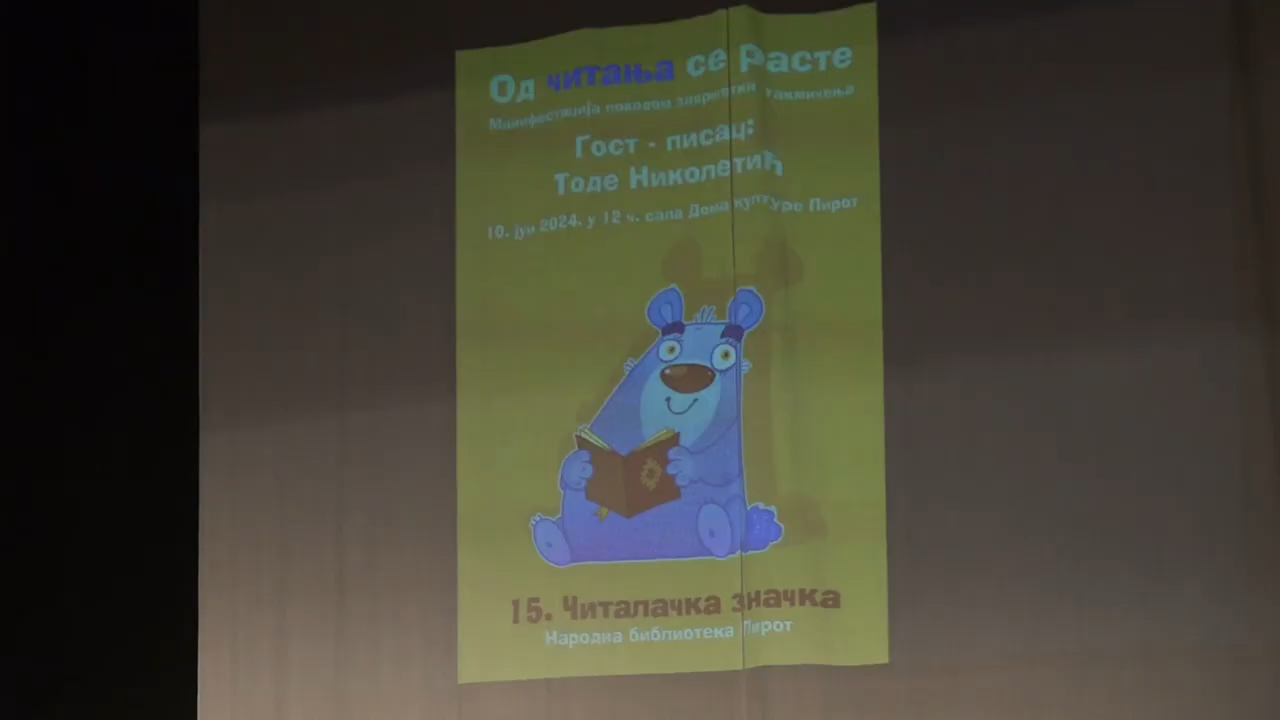 Од читања се Расте
Манифестација поводом завршетка такмичења
Гост - писац:
Тоде Николетић
10. јун 2024. у 12 ч. сала Дома културе Пирот
15. Читалачка значка
Народна библиотека Пирот